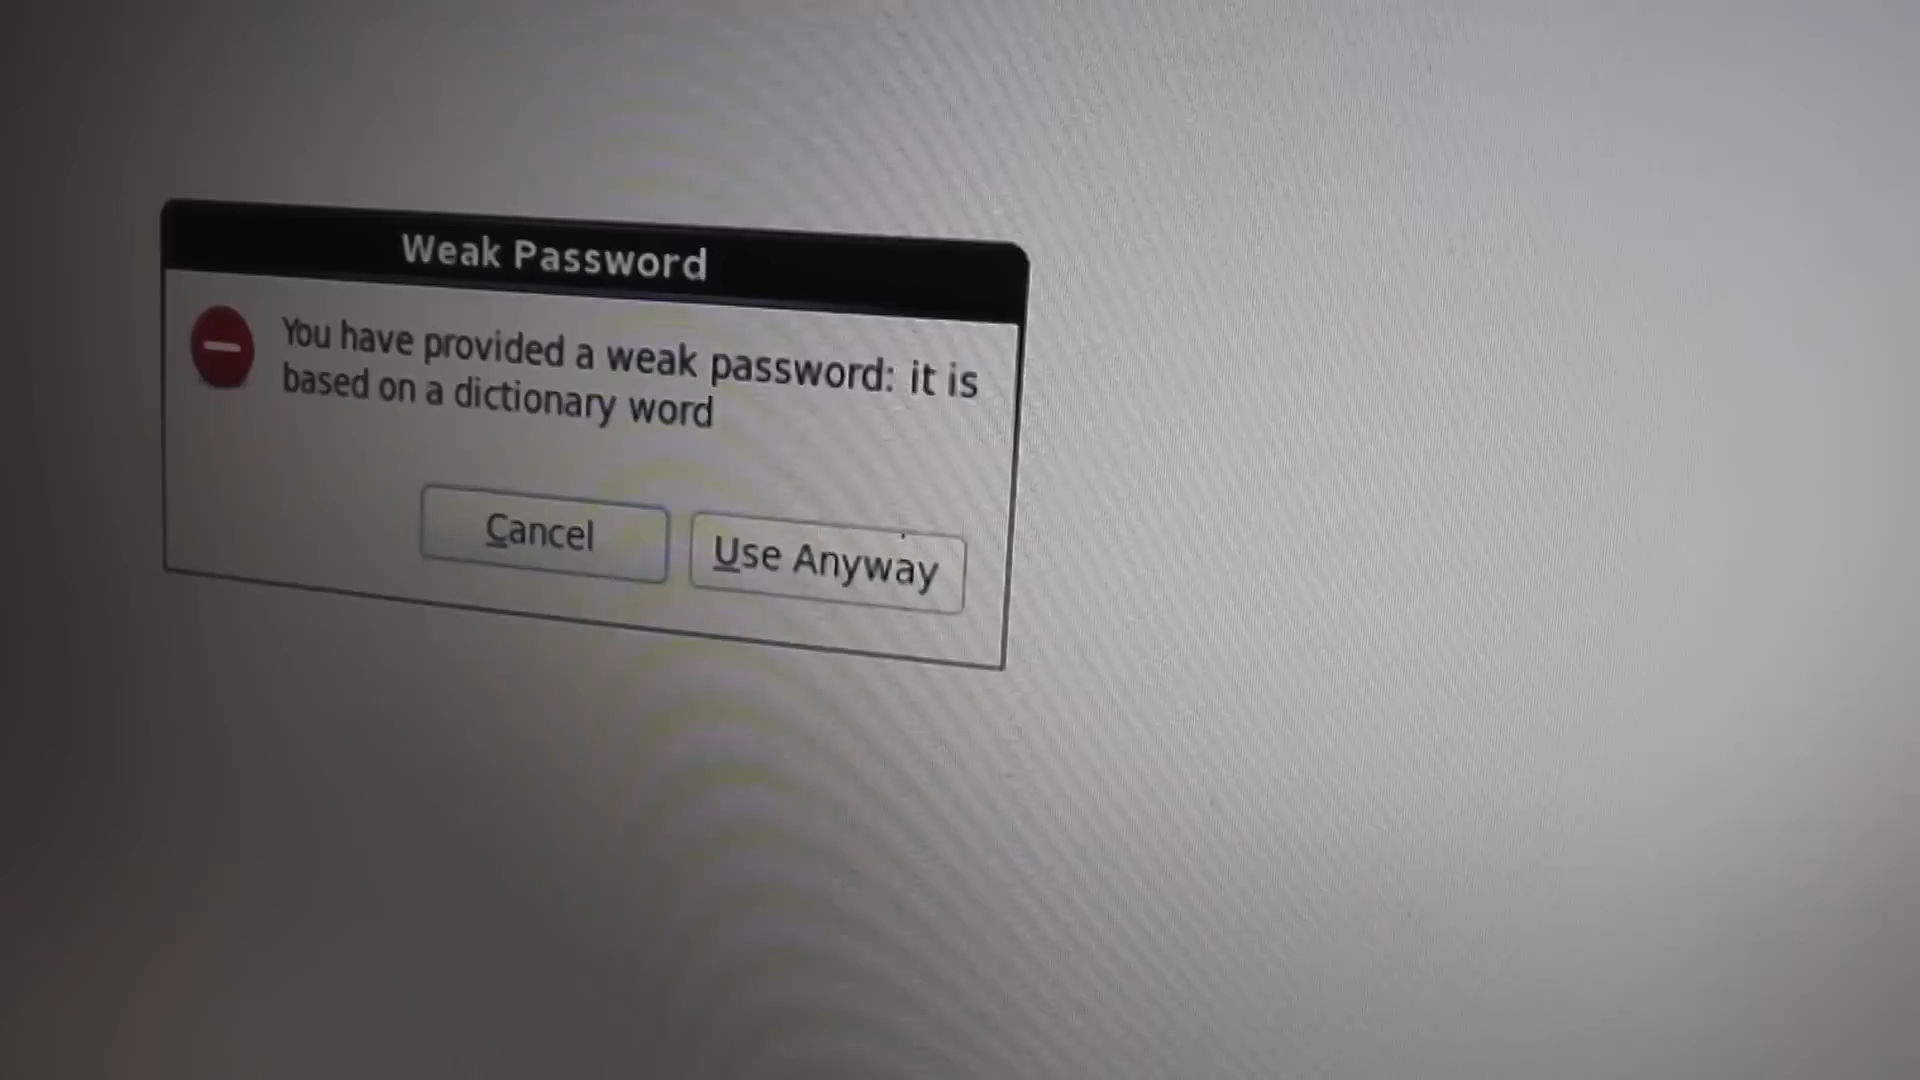 Weak Password
You have provided a weak password: it is
based on a dictionary word
Cancel
Use Anyway